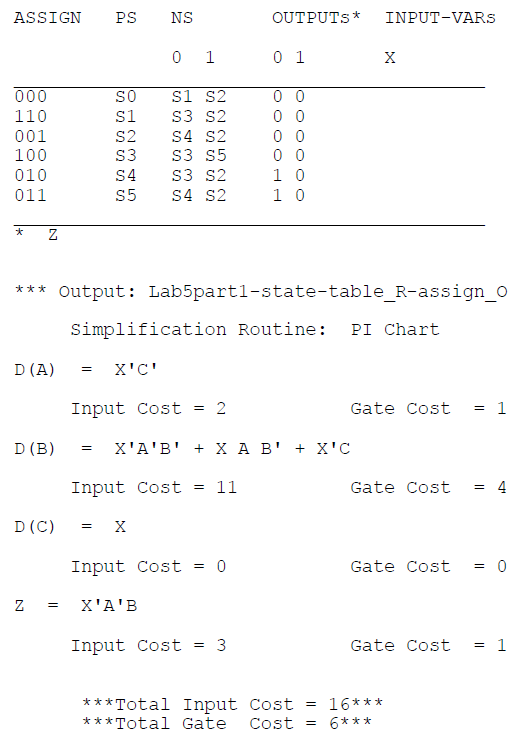 ASSIGN PS NS OUTPUTs* INPUT-VARs
0 1 0 1 X
000 S0 S1 S2 0 0
110 S1 S3 S2 0 0
001 S2 S4 S2 0 0
100 S3 S3 S5 0 0
010 S4 S3 S2 1 0
011 S5 S4 S2 1 0
* Z
*** Output: Lab5part1-state-table_R-assign_O
Simplification Routine: PI Chart
D(A) = X'C'
Input Cost = 2 Gate Cost = 1
D(B) = X'A'B' + X A B' + X'C
Input Cost = 11 Gate Cost = 4
D(C) = X
Input Cost = 0 Gate Cost = 0
Z = X'A'B
Input Cost = 3 Gate Cost = 1
***Total Input Cost = 16***
***Total Gate Cost = 6***